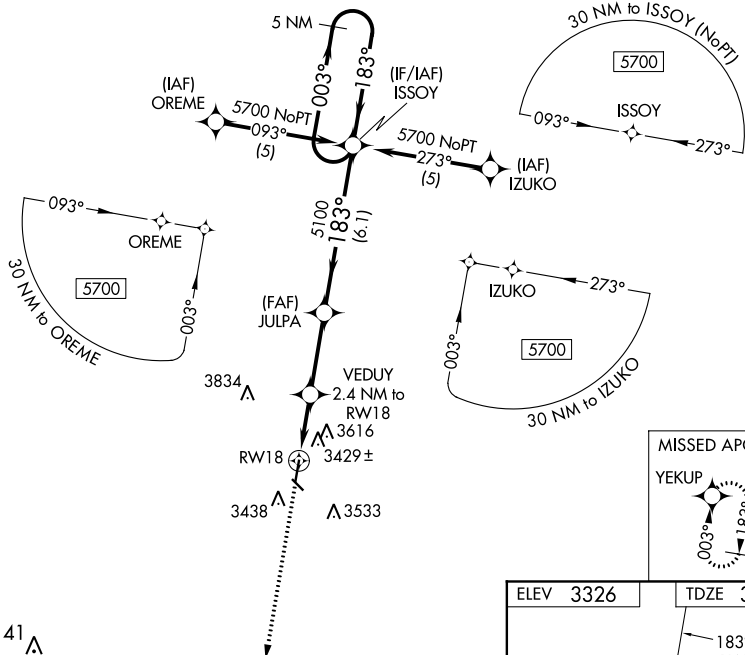 5 NM
003°
183°
(IF/IAF)
ISSOY
(IAF)
OREME
5700 NoPT
093°
(5)
5700 NoPT
273°
(5)
(IAF)
IZUKO
30 NM to ISSOY (NoPT)
5700
ISSOY
093°
273°
093°
OREME
5700
003°
30 NM to OREME
5100
183°
(6.1)
IZUKO
273°
003°
5700
30 NM to IZUKO
(FAF)
JULPA
3834
VEDUY
2.4 NM to
RW18
3616
3429 ±
RW18
3438
3533
MISSED APC
YEKUP
003°
183°
ELEV 3326
TDZE 3
183°
41